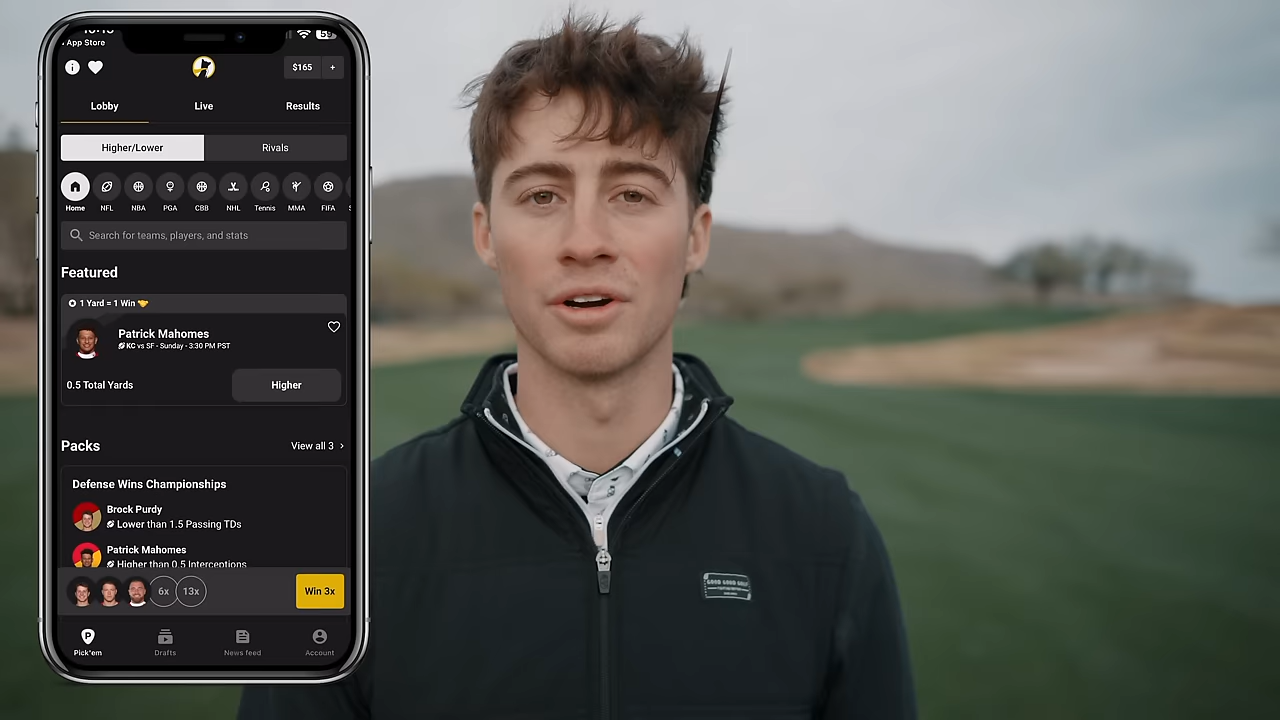 App Store
$165
+
Lobby
Live
Results
Higher/Lower
Rivals
Home
NFL
NBA
PGA
CBB
NHL
Tennis
MMA
FIFA
Search for teams, players, and stats
Featured
1 Yard = 1 Win
Patrick Mahomes
KC vs SF - Sunday - 3:30 PM PST
0.5 Total Yards
Higher
Packs
View all 3
Defense Wins Championships
Brock Purdy
Lower than 1.5 Passing TDs
Patrick Mahomes
Higher than 0.5 Interceptions
6x
13x
Win 3x
Pick'em
Drafts
News feed
Account
GOOD GOOD GOLF